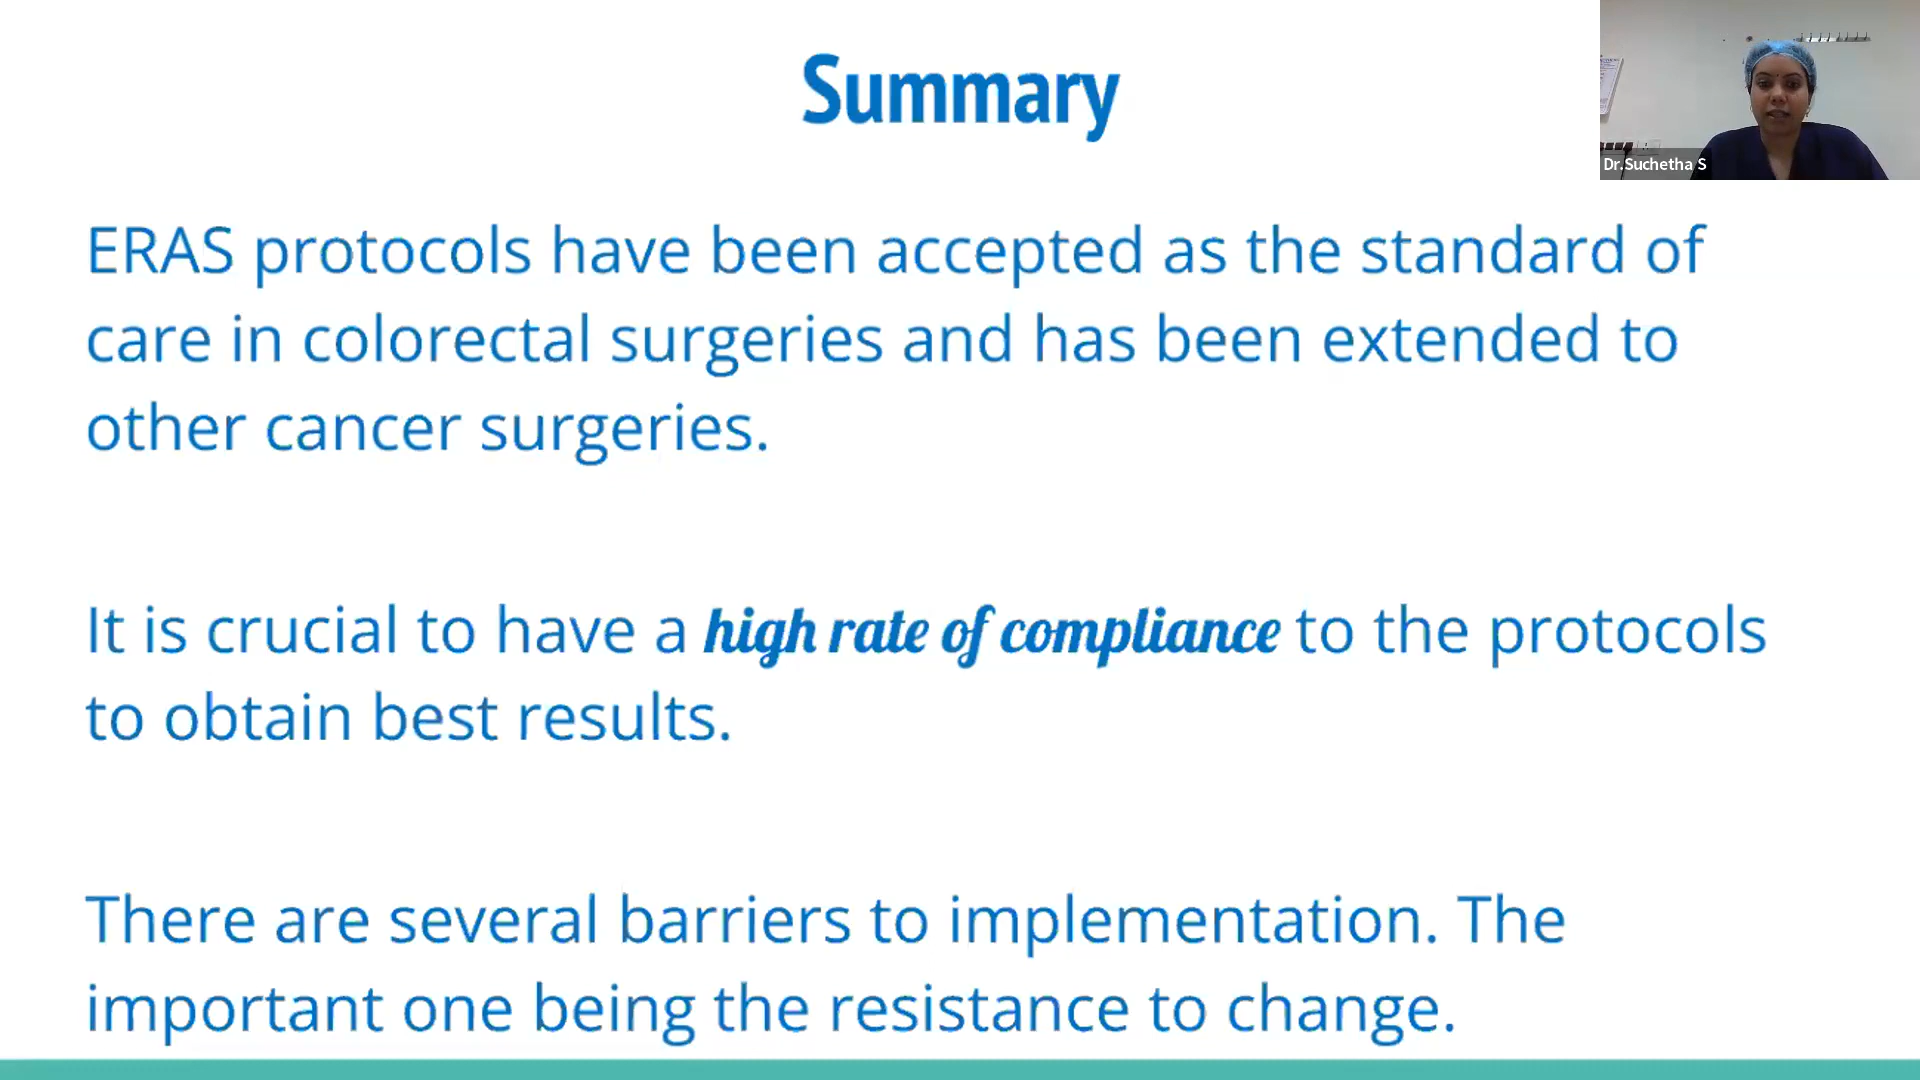 Summary
Dr.Suchetha S
ERAS protocols have been accepted as the standard of
care in colorectal surgeries and has been extended to
other cancer surgeries.
It is crucial to have a high rate of compliance to the protocols
to obtain best results.
There are several barriers to implementation. The
important one being the resistance to change.